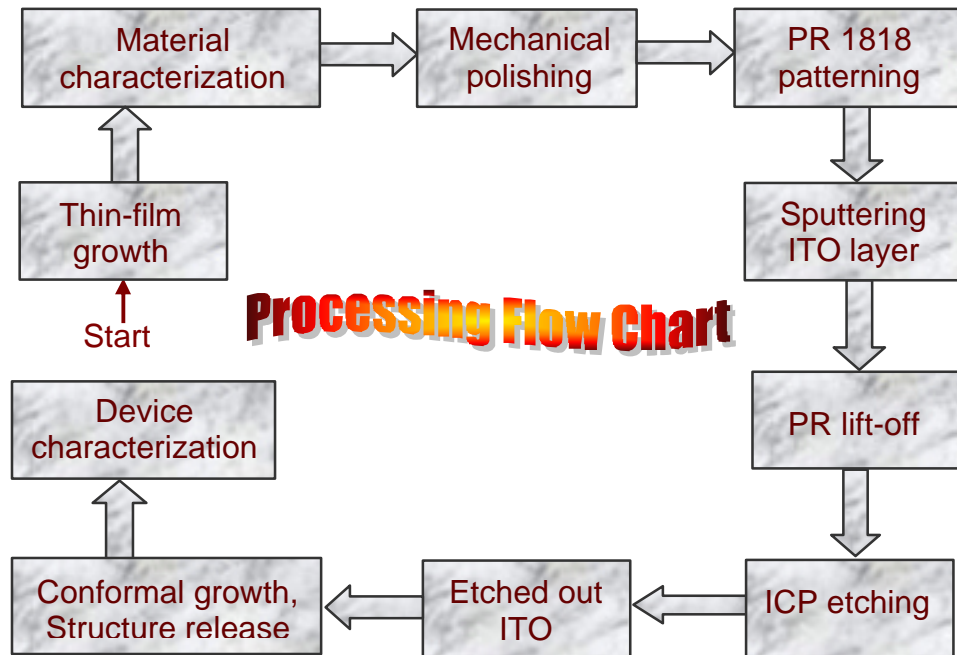 Material
characterization
Mechanical
polishing
PR 1818
patterning
Thin-film
growth
Start
Sputtering
ITO layer
Processing Flow Chart
PR lift-off
Device
characterization
Conformal growth,
Structure release
Etched out
ITO
ICP etching